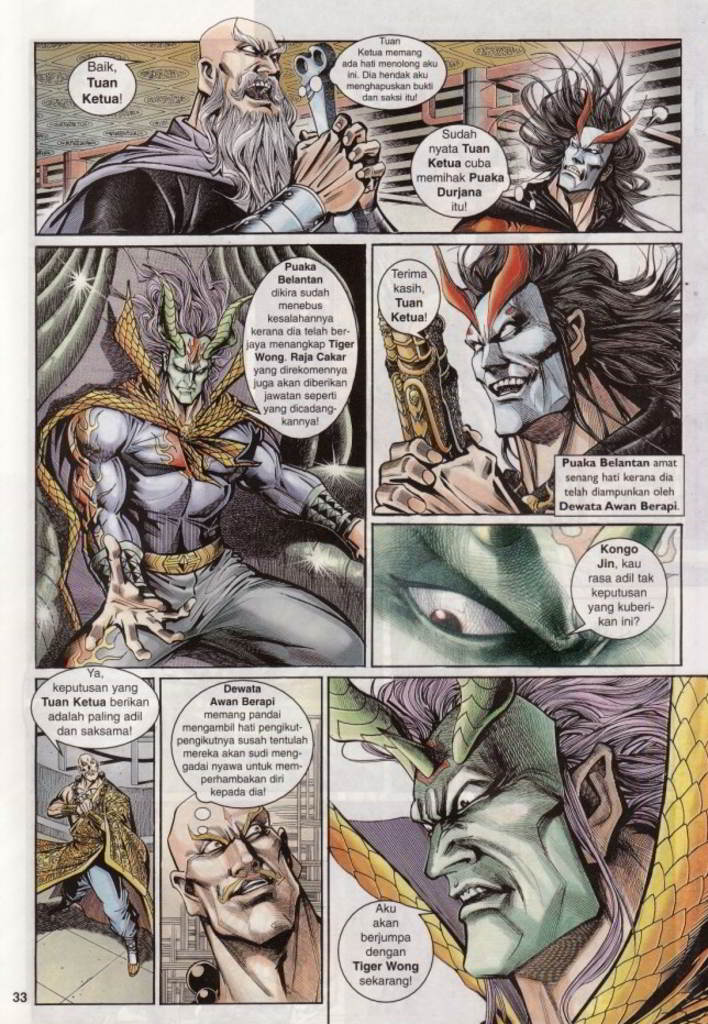 Baik,
Tuan
Ketua!
Tuan
Ketua memang
ada hati menolong aku
ini. Dia hendak aku
menghapuskan bukti
dan saksi itu!
Sudah
nyata Tuan
Ketua cuba
memihak Puaka
Durjana
itu!
Puaka
Belantan
dikira sudah
menebus
kesalahannya
kerana dia telah ber-
jaya menangkap Tiger
Wong. Raja Cakar
yang direkomennya
juga akan diberikan
jawatan seperti
yang dicadang-
kannya!
Terima
kasih,
Tuan
Ketua!
Puaka Belantan amat
senang hati kerana dia
telah diampunkan oleh
Dewata Awan Berapi.
Kongo
Jin, kau
rasa adil tak
keputusan
yang kuberi-
kan ini?
Ya,
keputusan yang
Tuan Ketua berikan
adalah paling adil
dan saksama!
Dewata
Awan Berapi
memang pandai
mengambil hati pengikut-
pengikutnya susah tentulah
mereka akan sudi meng-
gadai nyawa untuk mem-
perhambakan diri
kepada dia!
Aku
akan
berjumpa
dengan
Tiger Wong
sekarang!
33